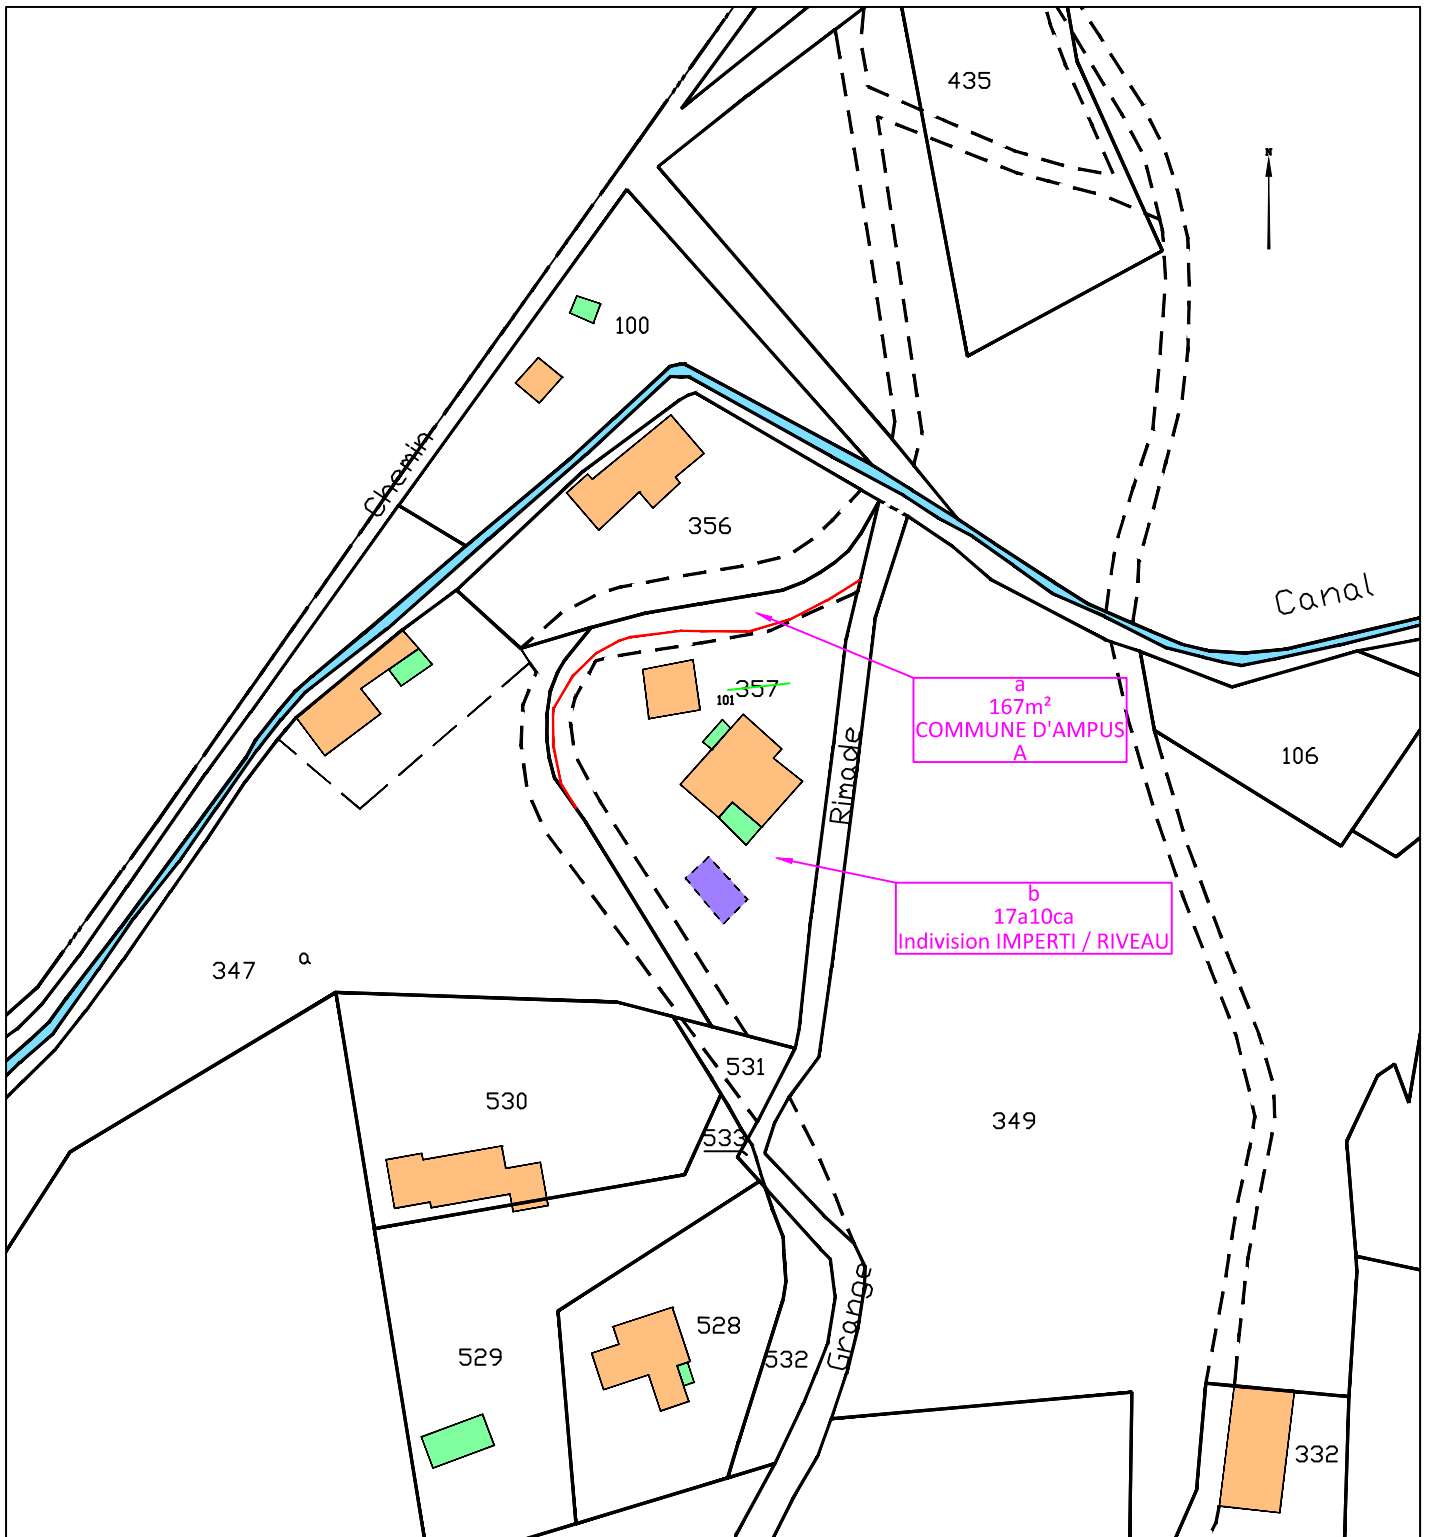 435
N
100
Chemin
356
Canal
357
101
a
167m²
COMMUNE D'AMPUS
A
Rimade
106
b
17a10ca
Indivision IMPERTI / RIVEAU
347
a
531
530
349
533
Grange
528
532
529
332